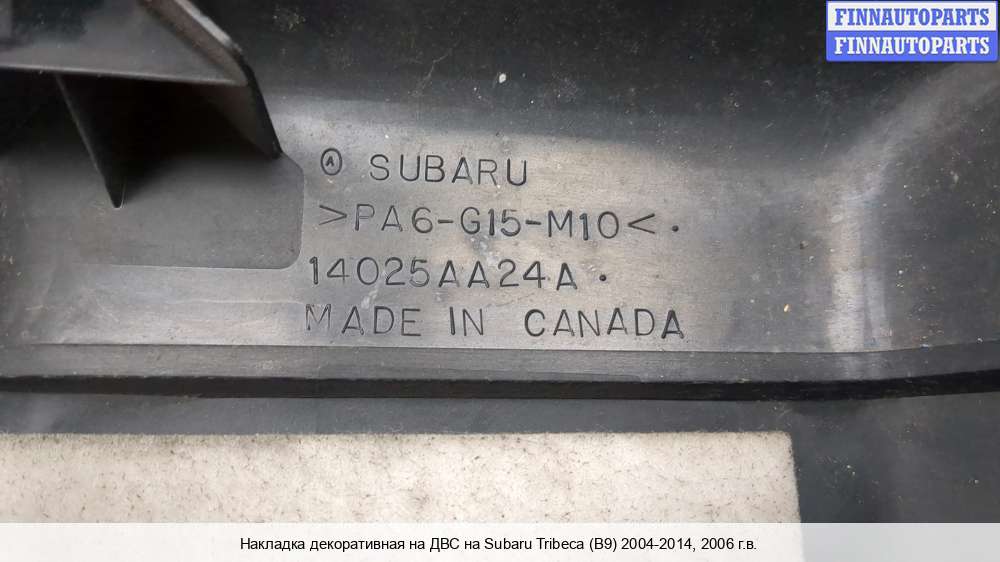 FINNAUTOPARTS
FINNAUTOPARTS
SUBARU
>PA6-G15-M10<.
14025AA24A.
MADE IN CANADA
Накладка декоративная на ДВС на Subaru Tribeca (B9) 2004-2014, 2006 г.в.